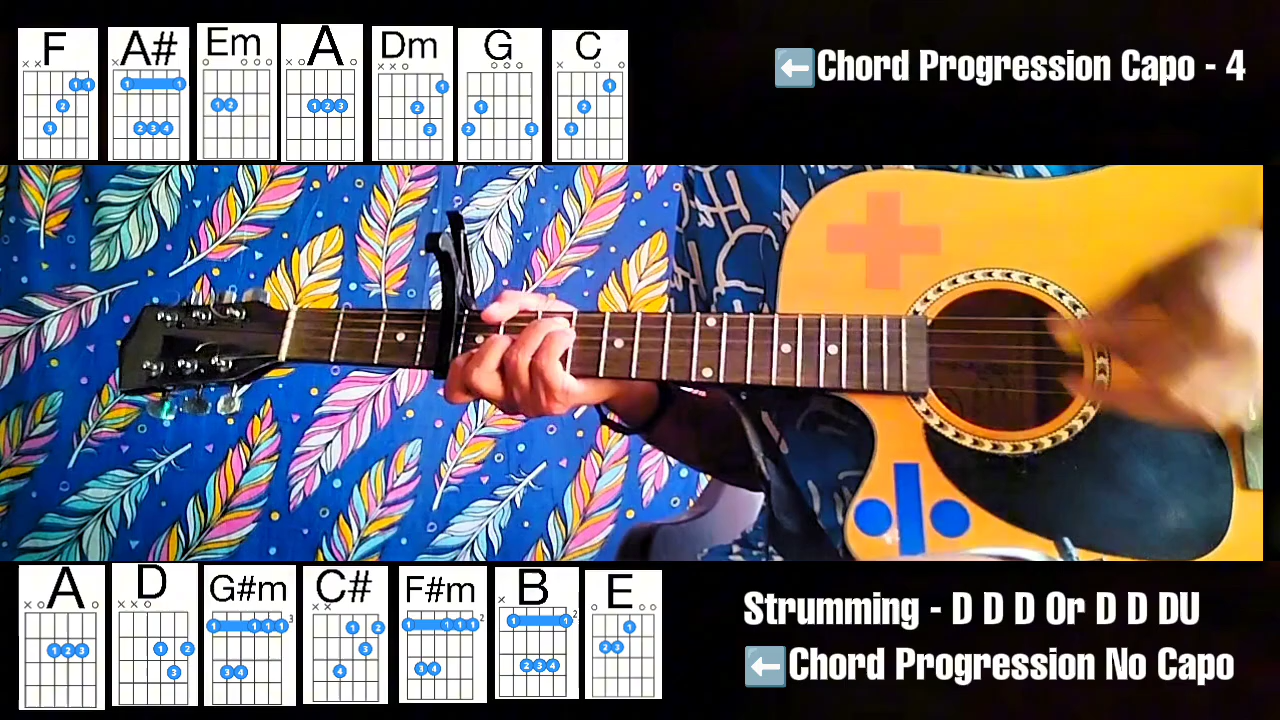 F A# Em A Dm G C
⬅Chord Progression Capo - 4
A D G#m C# F#m B E
Strumming - D D D Or D D DU
⬅Chord Progression No Capo